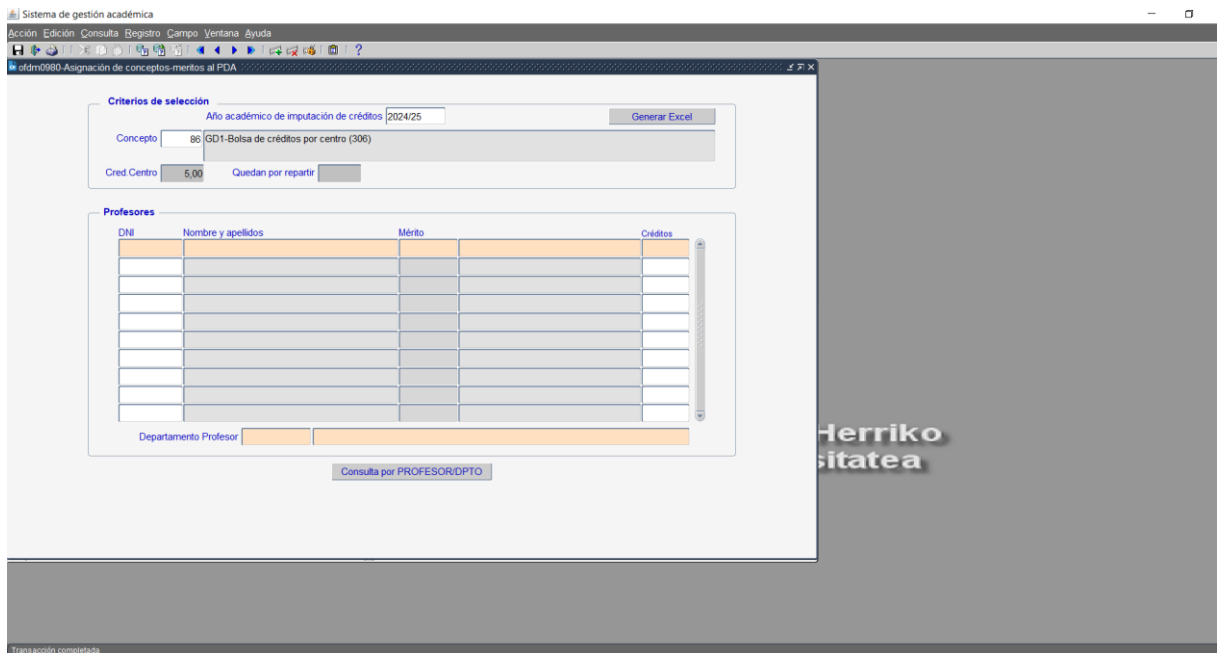 Sistema de gestión académica
Acción Edición Consulta Registro Campo Ventana Ayuda
ofdm0980-Asignación de conceptos-meritos al PDA
Criterios de selección
Año académico de imputación de créditos 2024/25 Generar Excel
Concepto 86 GD1-Bolsa de créditos por centro (306)
Cred.Centro 5,00 Quedan por repartir
Profesores
DNI Nombre y apellidos Mérito Créditos
Departamento Profesor
Consulta por PROFESOR/DPTO
Herriko
sitatea
Transacción completada